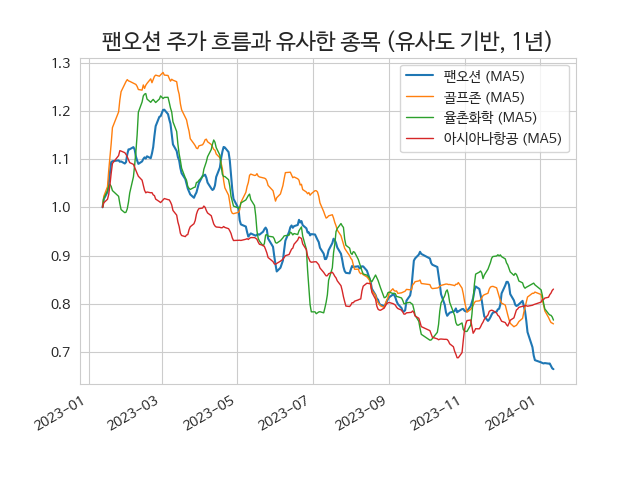 팬오션 주가 흐름과 유사한 종목 (유사도 기반, 1년)
팬오션 (MA5)
골프존 (MA5)
율촌화학 (MA5)
아시아나항공 (MA5)
1.3
1.2
1.1
1.0
0.9
0.8
0.7
2023-01
2023-03
2023-05
2023-07
2023-09
2023-11
2024-01